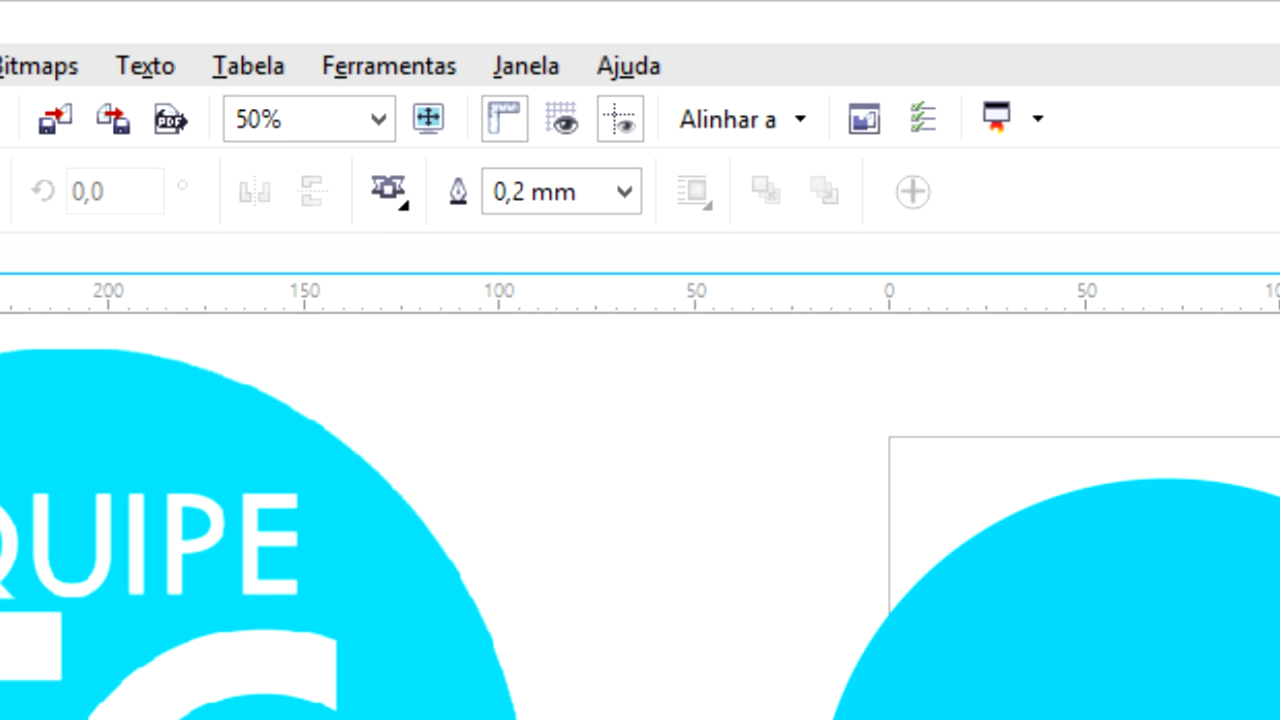 Bitmaps Texto Tabela Ferramentas Janela Ajuda
PDF 50% Alinhar a
0,0 ° 0,2 mm
200 150 100 50 0 50
QUIPE